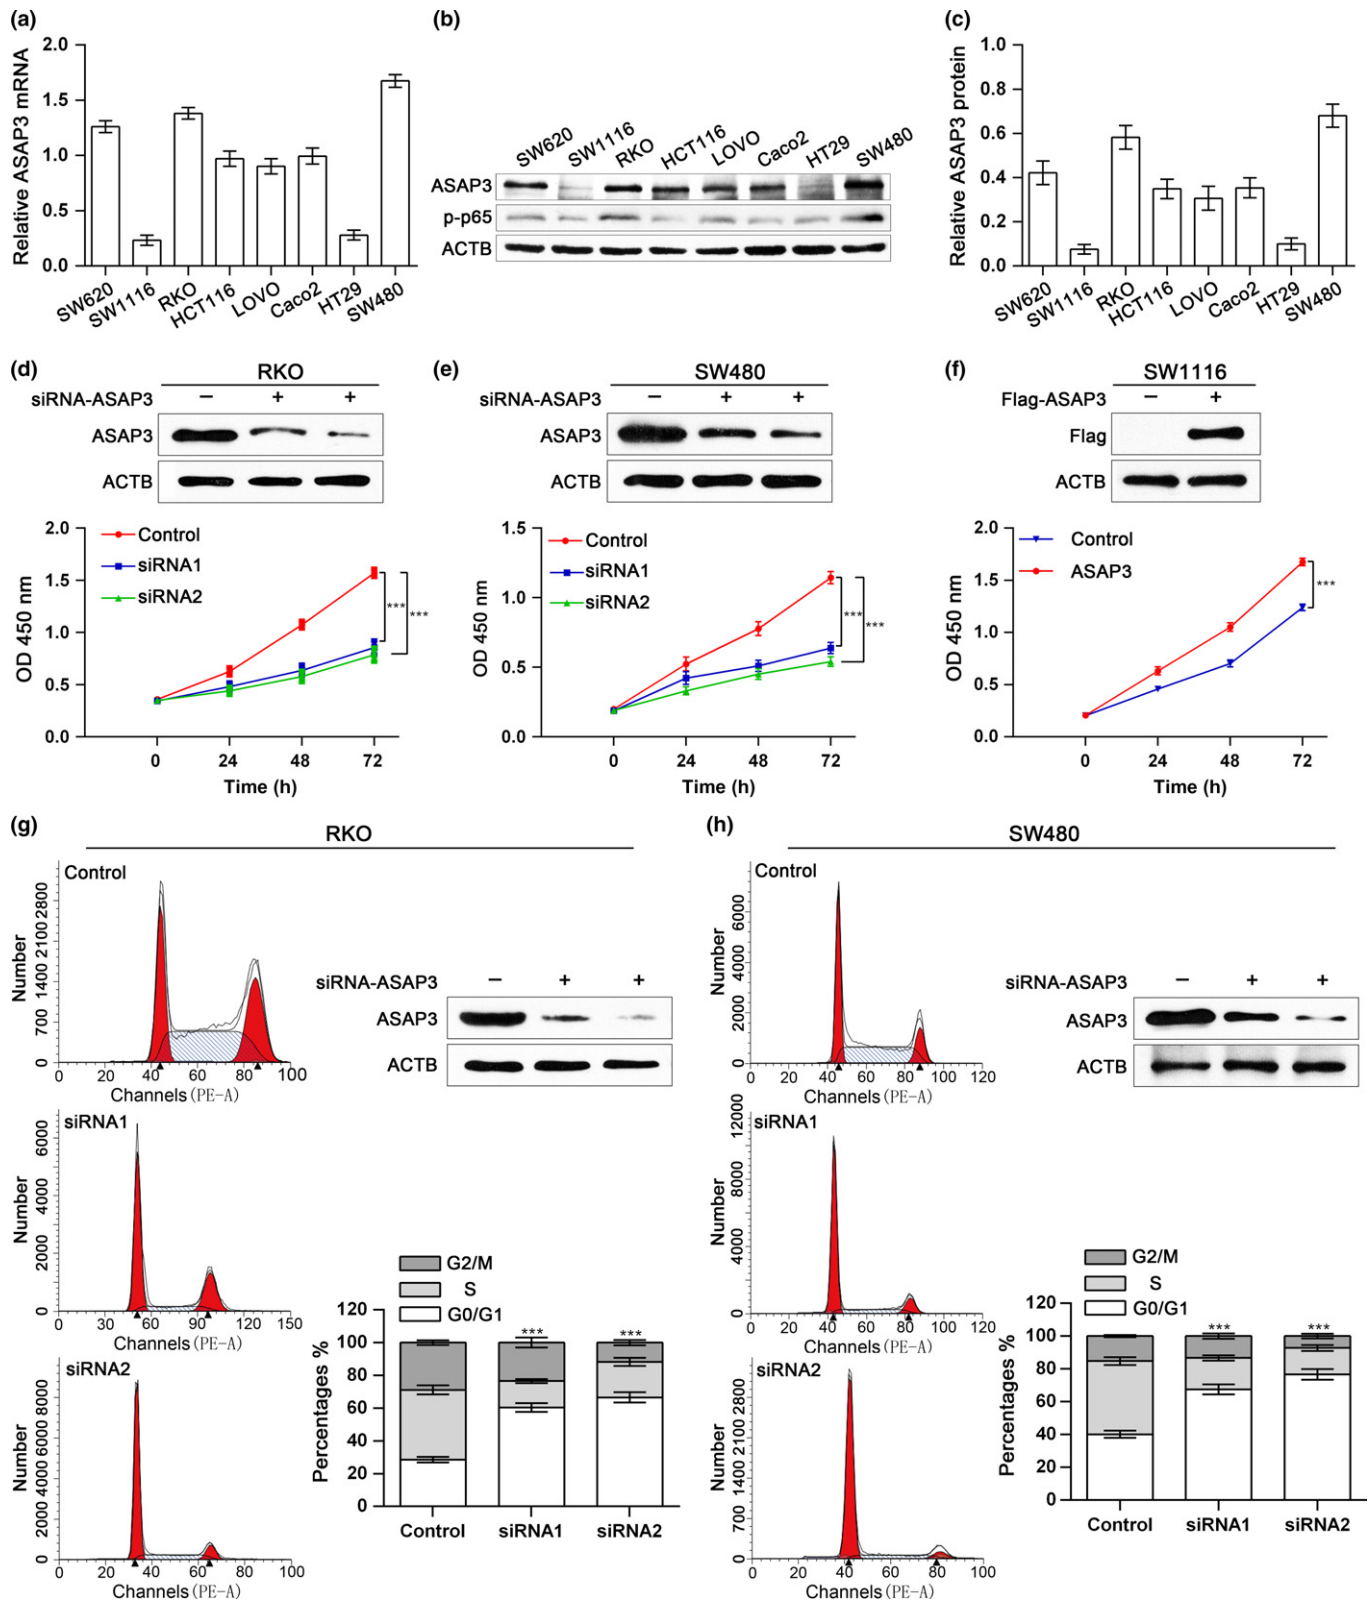 (a)
Relative ASAP3 mRNA
2.0
1.5
1.0
0.5
0.0
SW620
SW1116
RKO
HCT116
LOVO
Caco2
HT29
SW480
(b)
SW620
SW1116
RKO
HCT116
LOVO
Caco2
HT29
SW480
ASAP3
p-p65
ACTB
(c)
Relative ASAP3 protein
1.0
0.8
0.6
0.4
0.2
0.0
SW620
SW1116
RKO
HCT116
LOVO
Caco2
HT29
SW480
(d)
RKO
siRNA-ASAP3 − + +
ASAP3
ACTB
OD 450 nm
2.0
1.5
1.0
0.5
0.0
Control
siRNA1
siRNA2
***
***
0 24 48 72
Time (h)
(e)
SW480
siRNA-ASAP3 − + +
ASAP3
ACTB
OD 450 nm
1.5
1.0
0.5
0.0
Control
siRNA1
siRNA2
***
***
0 24 48 72
Time (h)
(f)
SW1116
Flag-ASAP3 − +
Flag
ACTB
OD 450 nm
2.0
1.5
1.0
0.5
0.0
Control
ASAP3
***
0 24 48 72
Time (h)
(g)
RKO
Control
Number
0 700 1400 2100 2800
0 20 40 60 80 100
Channels (PE-A)
siRNA-ASAP3 − + +
ASAP3
ACTB
siRNA1
Number
0 2000 4000 6000
0 30 60 90 120 150
Channels (PE-A)
siRNA2
Number
0 2000 4000 6000 8000
0 20 40 60 80 100
Channels (PE-A)
G2/M
S
G0/G1
Percentages %
120
100
80
60
40
20
0
*** ***
Control siRNA1 siRNA2
(h)
SW480
Control
Number
0 2000 4000 6000
0 20 40 60 80 100 120
Channels (PE-A)
siRNA-ASAP3 − + +
ASAP3
ACTB
siRNA1
Number
0 4000 8000 12000
0 20 40 60 80 100 120
Channels (PE-A)
siRNA2
Number
0 700 1400 2100 2800
0 20 40 60 80 100
Channels (PE-A)
G2/M
S
G0/G1
Percentages %
120
100
80
60
40
20
0
*** ***
Control siRNA1 siRNA2